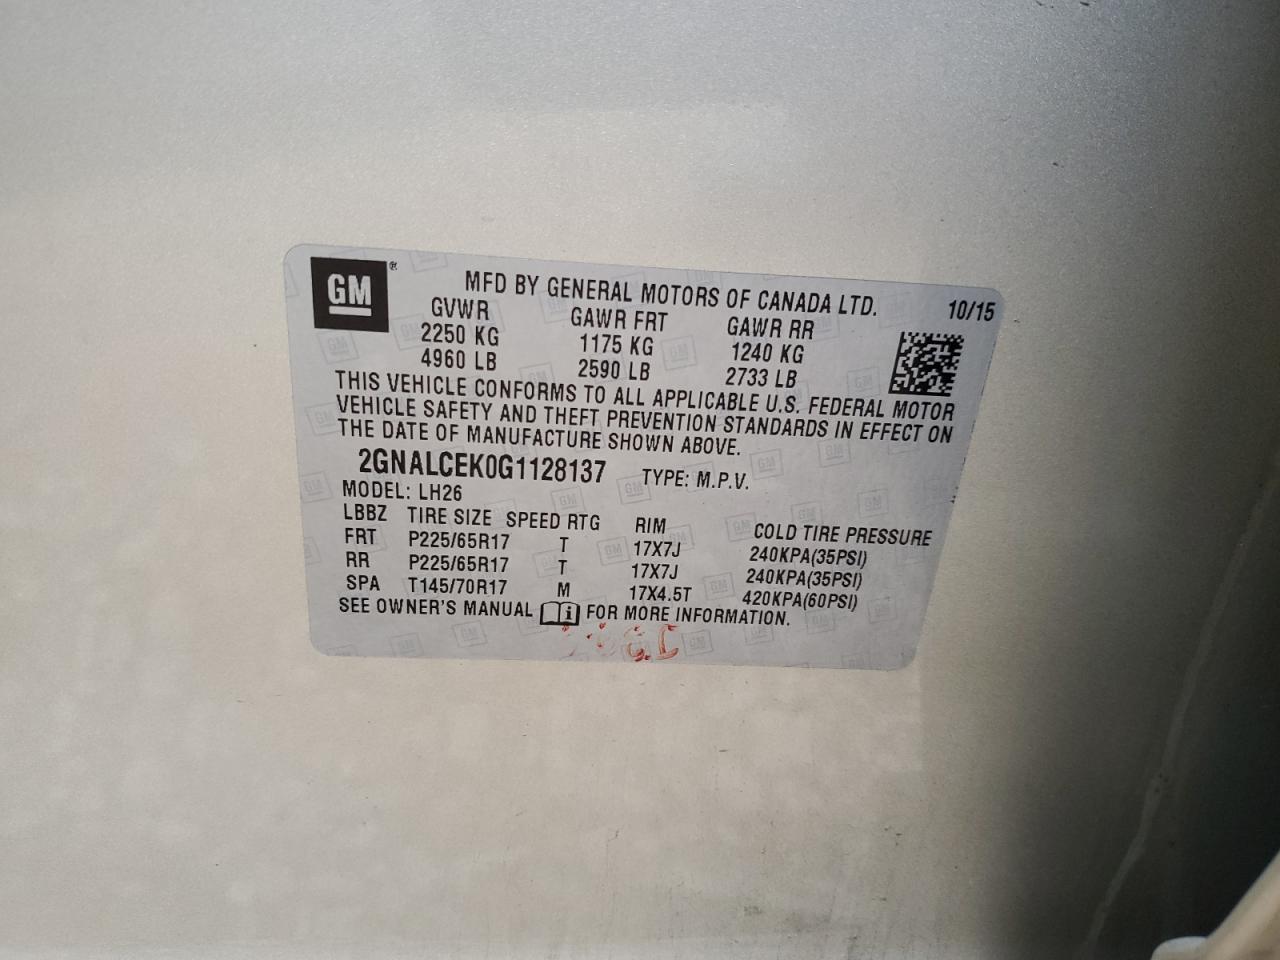 GM ®
MFD BY GENERAL MOTORS OF CANADA LTD. 10/15
GVWR GAWR FRT GAWR RR
2250 KG 1175 KG 1240 KG
4960 LB 2590 LB 2733 LB
THIS VEHICLE CONFORMS TO ALL APPLICABLE U.S. FEDERAL MOTOR
VEHICLE SAFETY AND THEFT PREVENTION STANDARDS IN EFFECT ON
THE DATE OF MANUFACTURE SHOWN ABOVE.
2GNALCEK0G1128137 TYPE: M.P.V.
MODEL: LH26
LBBZ TIRE SIZE SPEED RTG RIM COLD TIRE PRESSURE
FRT P225/65R17 T 17X7J 240KPA(35PSI)
RR P225/65R17 T 17X7J 240KPA(35PSI)
SPA T145/70R17 M 17X4.5T 420KPA(60PSI)
SEE OWNER'S MANUAL i FOR MORE INFORMATION.